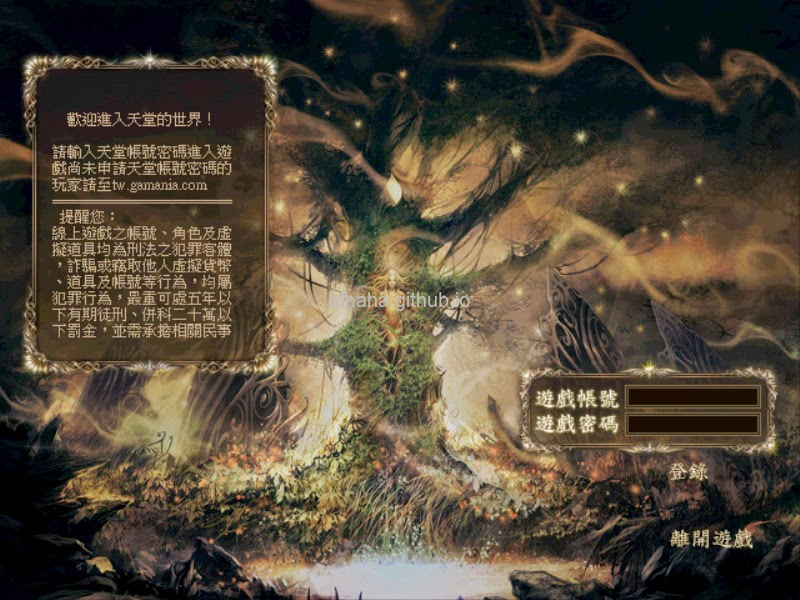 歡迎進入天堂的世界！
請輸入天堂帳號密碼進入遊
戲尚未申請天堂帳號密碼的
玩家請至tw.gamania.com
提醒您：
線上遊戲之帳號、角色及虛
擬道具均為刑法之犯罪客體
，詐騙或竊取他人虛擬貨幣
、道具及帳號等行為，均屬
犯罪行為，最重可處五年以
下有期徒刑、併科二十萬以
下罰金，並需承擔相關民事
haha.github.io
遊戲帳號
遊戲密碼
登錄
離開遊戲